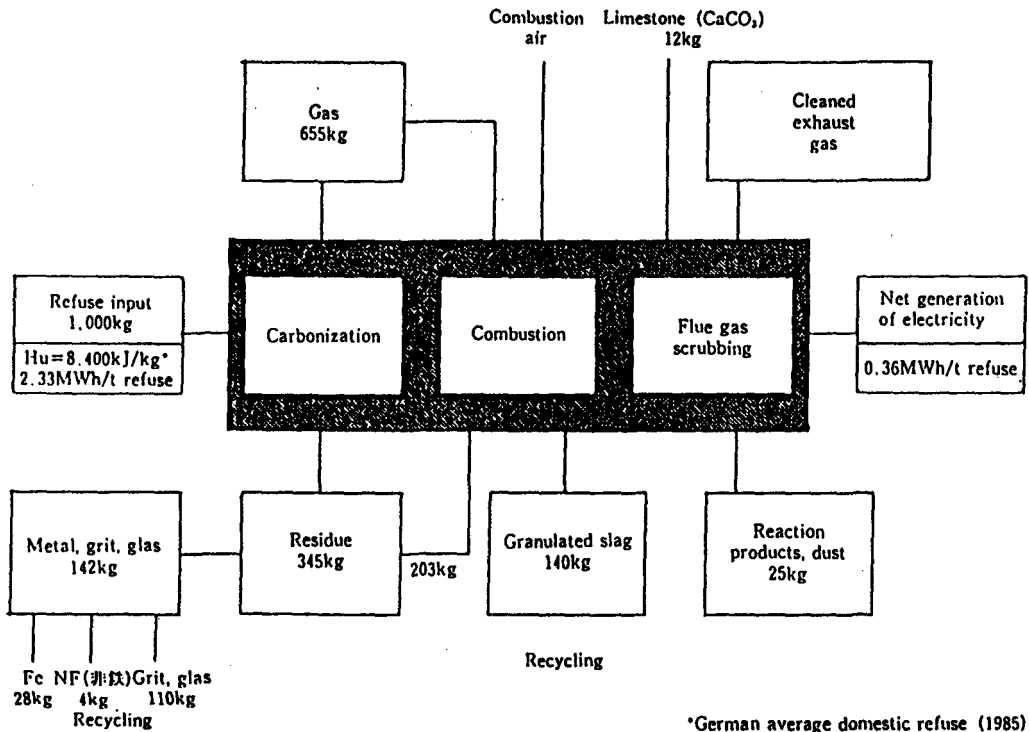 Combustion
air
Limestone (CaCO₃)
12kg
Gas
655kg
Cleaned
exhaust
gas
Refuse input
1,000kg
Hu=8,400kJ/kg*
2.33MWh/t refuse
Carbonization
Combustion
Flue gas
scrubbing
Net generation
of electricity
0.36MWh/t refuse
Metal, grit, glas
142kg
Residue
345kg
203kg
Granulated slag
140kg
Reaction
products, dust
25kg
Fe NF(非鉄) Grit, glas
28kg 4kg 110kg
Recycling
Recycling
*German average domestic refuse (1985)